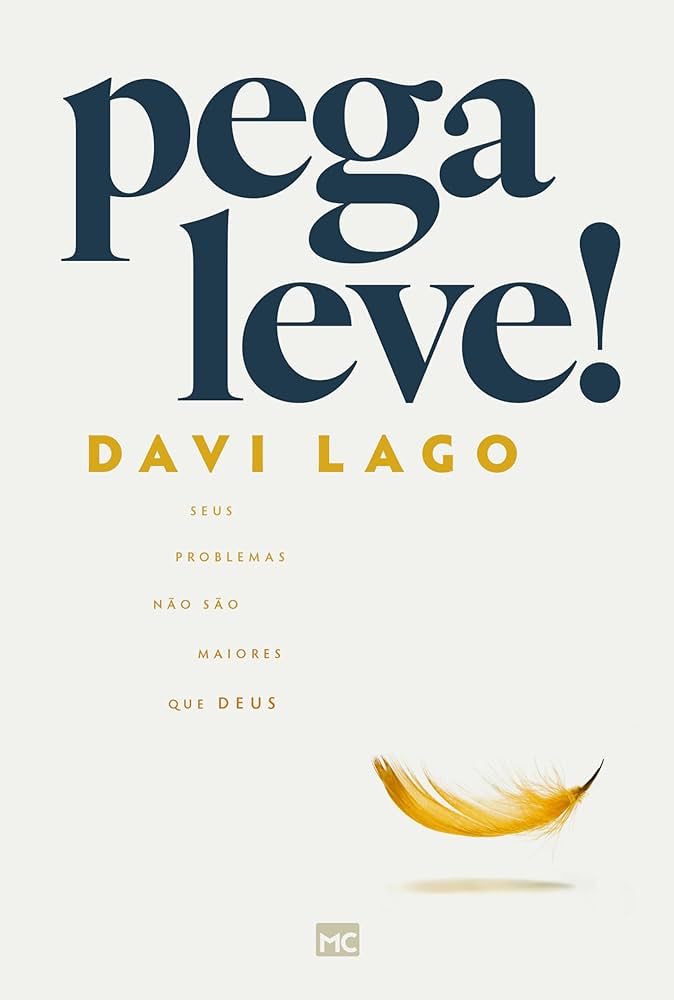 pega
leve!
DAVI LAGO
SEUS
PROBLEMAS
NÃO SÃO
MAIORES
QUE DEUS
MC